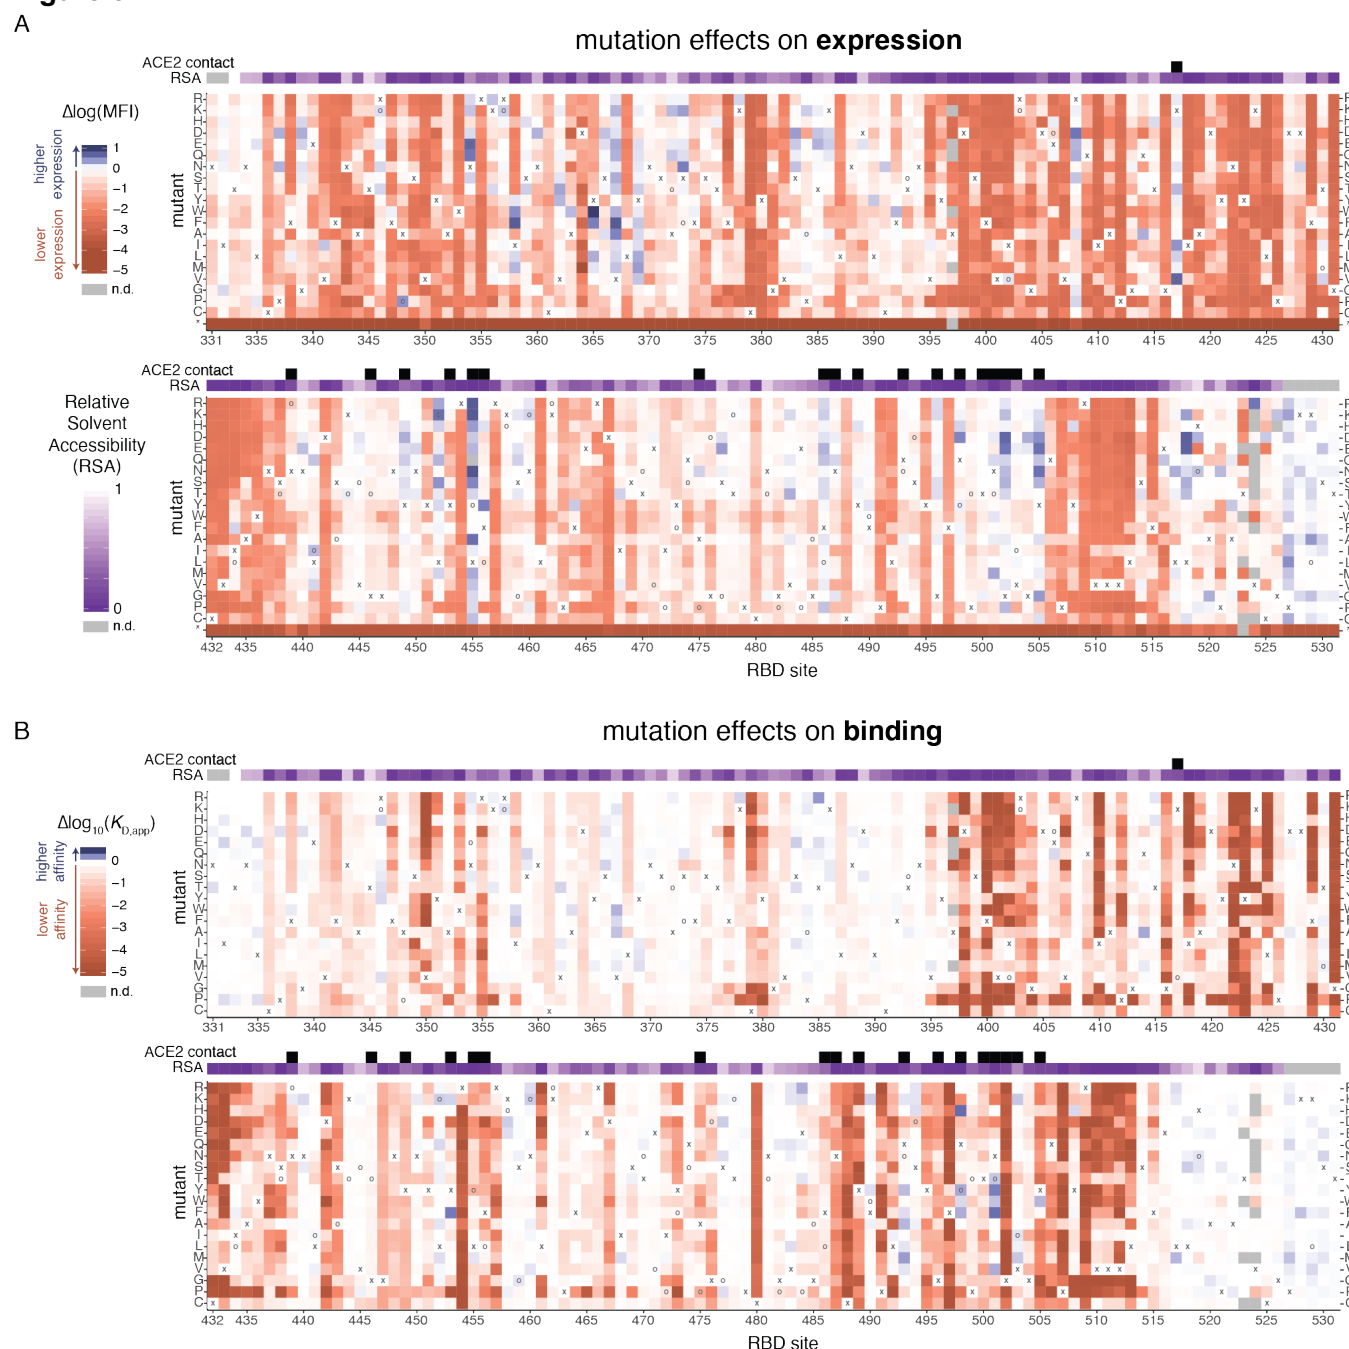 A
mutation effects on expression
ACE2 contact
RSA
Δlog(MFI)
higher expression
lower expression
1
0
−1
−2
−3
−4
−5
n.d.
mutant
R
K
H
D
E
Q
N
S
T
Y
W
F
A
I
L
M
V
G
P
C
*
331 335 340 345 350 355 360 365 370 375 380 385 390 395 400 405 410 415 420 425 430
ACE2 contact
RSA
Relative
Solvent
Accessibility
(RSA)
1
0
n.d.
mutant
R
K
H
D
E
Q
N
S
T
Y
W
F
A
I
L
M
V
G
P
C
*
432 435 440 445 450 455 460 465 470 475 480 485 490 495 500 505 510 515 520 525 530
RBD site
B
mutation effects on binding
ACE2 contact
RSA
Δlog10(KD,app)
higher affinity
lower affinity
0
−1
−2
−3
−4
−5
n.d.
mutant
R
K
H
D
E
Q
N
S
T
Y
W
F
A
I
L
M
V
G
P
C
331 335 340 345 350 355 360 365 370 375 380 385 390 395 400 405 410 415 420 425 430
ACE2 contact
RSA
mutant
R
K
H
D
E
Q
N
S
T
Y
W
F
A
I
L
M
V
G
P
C
432 435 440 445 450 455 460 465 470 475 480 485 490 495 500 505 510 515 520 525 530
RBD site